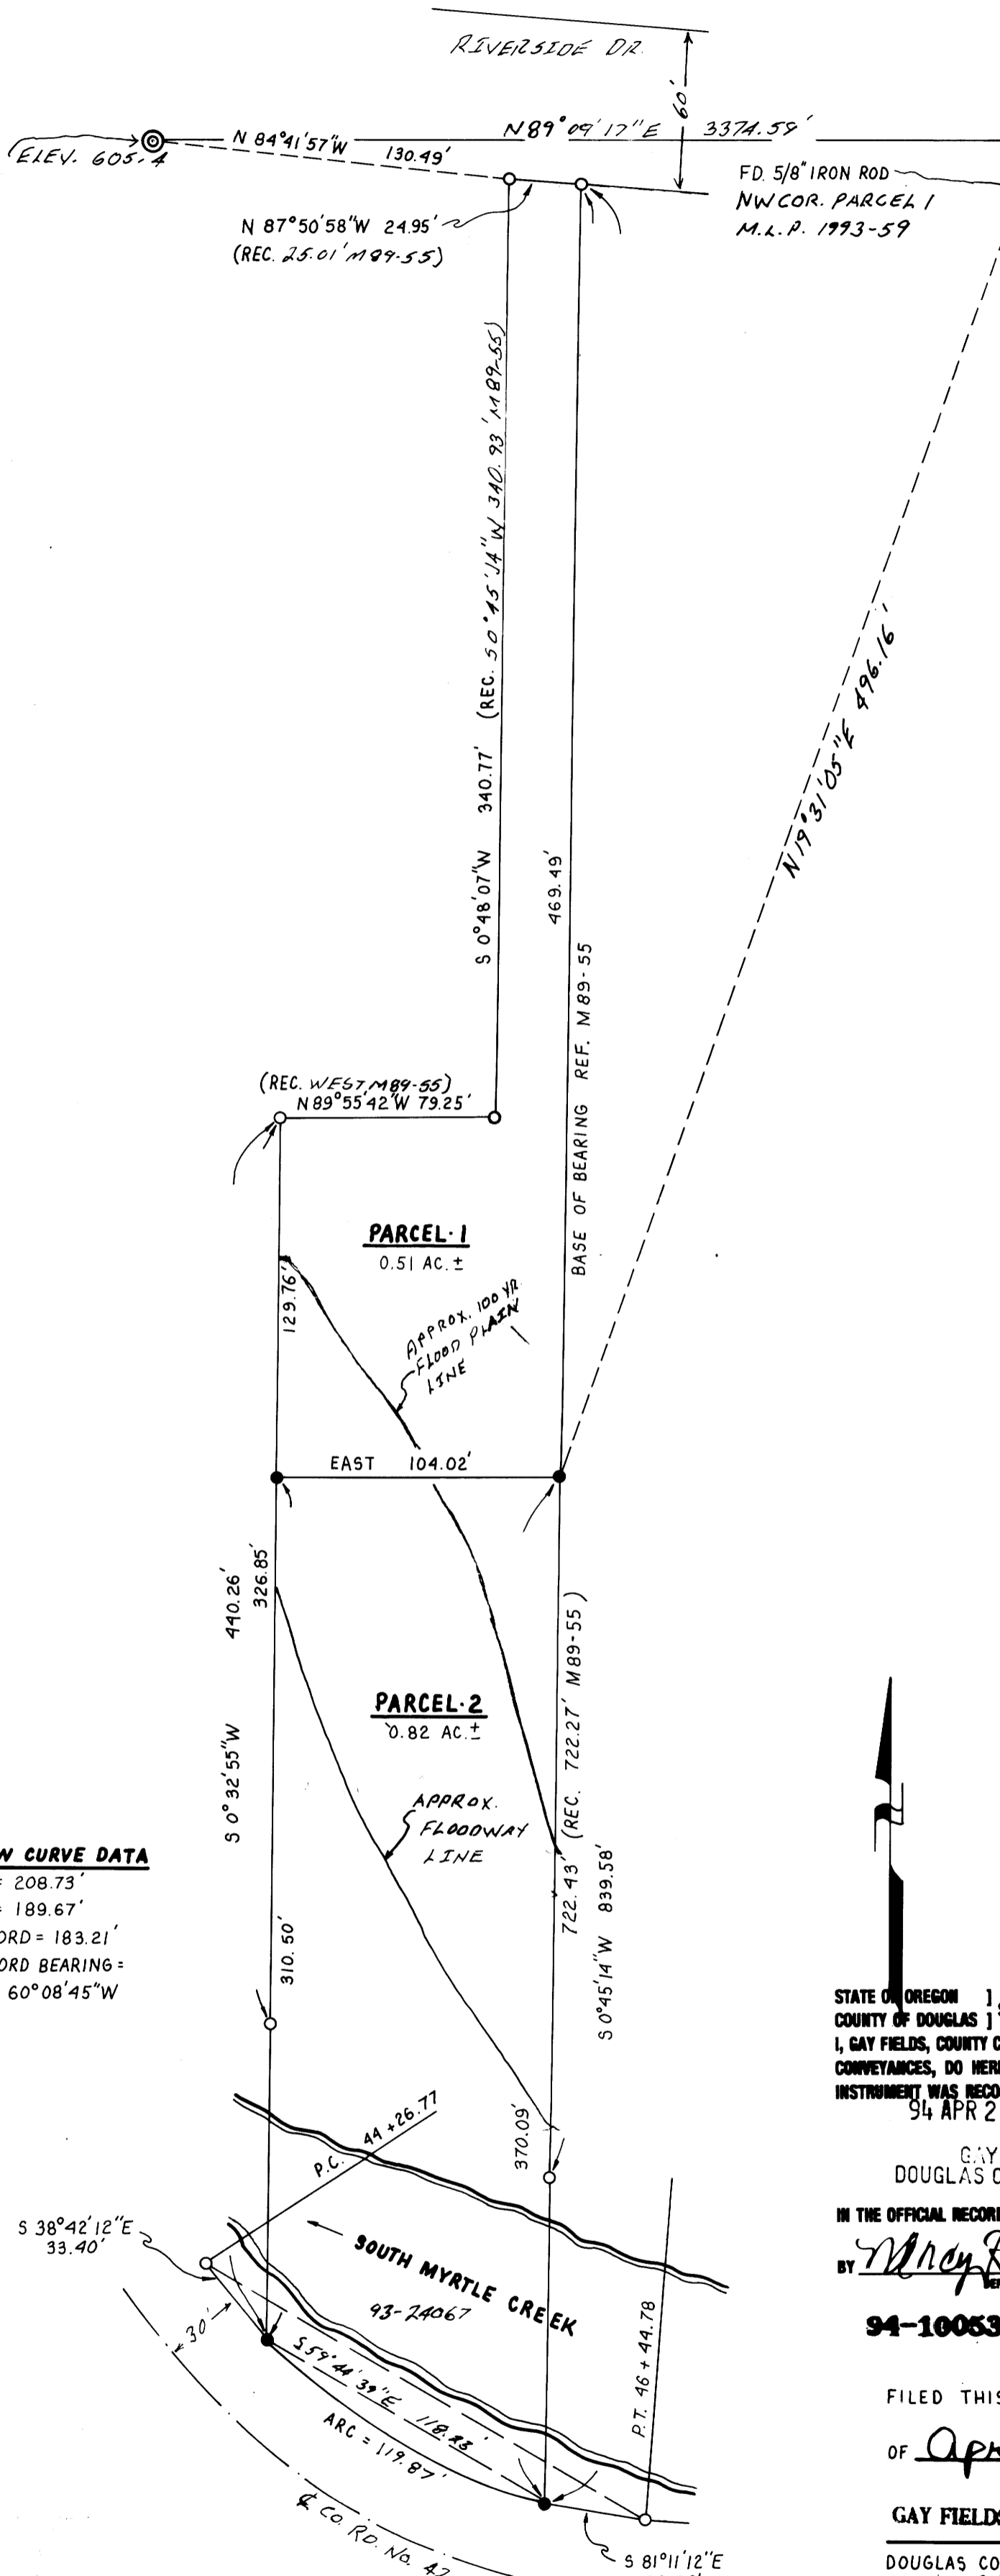 RIVERSIDE DR.
60'
N 89° 09' 17" E 3374.59'
(ELEV. 605.4
N 84°41'57"W 130.49'
FD. 5/8" IRON ROD
NW COR. PARCEL 1
M.L.P. 1993-59
N 87°50'58"W 24.95'
(REC. 25.01' M89-55)
S 0°48'07"W 340.77' (REC. S0°45'14"W 340.93' M89-55)
469.49'
BASE OF BEARING REF. M89-55
N19°31'05"E 496.16'
(REC. WEST M89-55)
N89°55'42"W 79.25'
PARCEL·1
0.51 AC.±
129.76'
APPROX. 100 YR.
FLOOD PLAIN
LINE
EAST 104.02'
440.26'
326.85'
S 0°32'55"W
PARCEL·2
0.82 AC.±
APPROX.
FLOODWAY
LINE
722.43' (REC. 722.27' M89-55)
S 0°45'14"W 839.58'
310.50'
370.09'
W CURVE DATA
= 208.73'
= 189.67'
ORD = 183.21'
ORD BEARING =
60°08'45"W
P.C. 44+26.77
S 38°42'12"E
33.40'
30'
SOUTH MYRTLE CREEK
93-24067
S59°44'39"E 118.23'
ARC = 119.87'
P.T. 46+44.78
℄ CO. RD. No. 42
S 81°11'12"E
STATE OF OREGON ]
COUNTY OF DOUGLAS ]
I, GAY FIELDS, COUNTY C
CONVEYANCES, DO HERE
INSTRUMENT WAS RECO
94 APR 2
GAY
DOUGLAS C
IN THE OFFICIAL RECOR
BY
94-10053
FILED THIS
OF Apr
GAY FIELDS
DOUGLAS CO